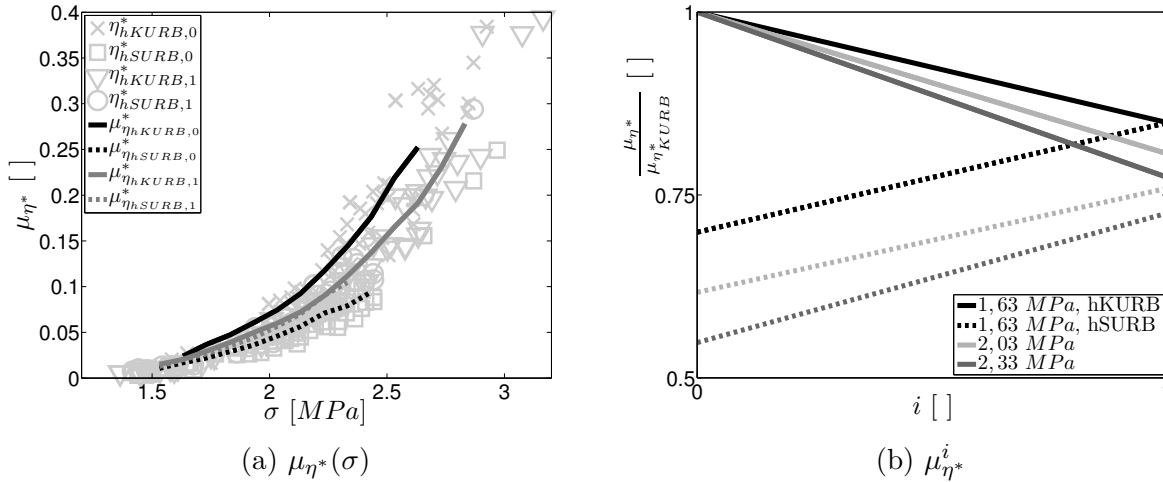 0.4
0.35
0.3
0.25
0.2
0.15
0.1
0.05
0
μη* [ ]
η*hKURB,0
η*hSURB,0
η*hKURB,1
η*hSURB,1
μ*ηhKURB,0
μ*ηhSURB,0
μ*ηhKURB,1
μ*ηhSURB,1
1.5
2
2.5
3
σ [MPa]
(a) μη*(σ)
1
0.75
0.5
μη* / μη*KURB [ ]
1, 63 MPa, hKURB
1, 63 MPa, hSURB
2, 03 MPa
2, 33 MPa
0
1
i [ ]
(b) μiη*